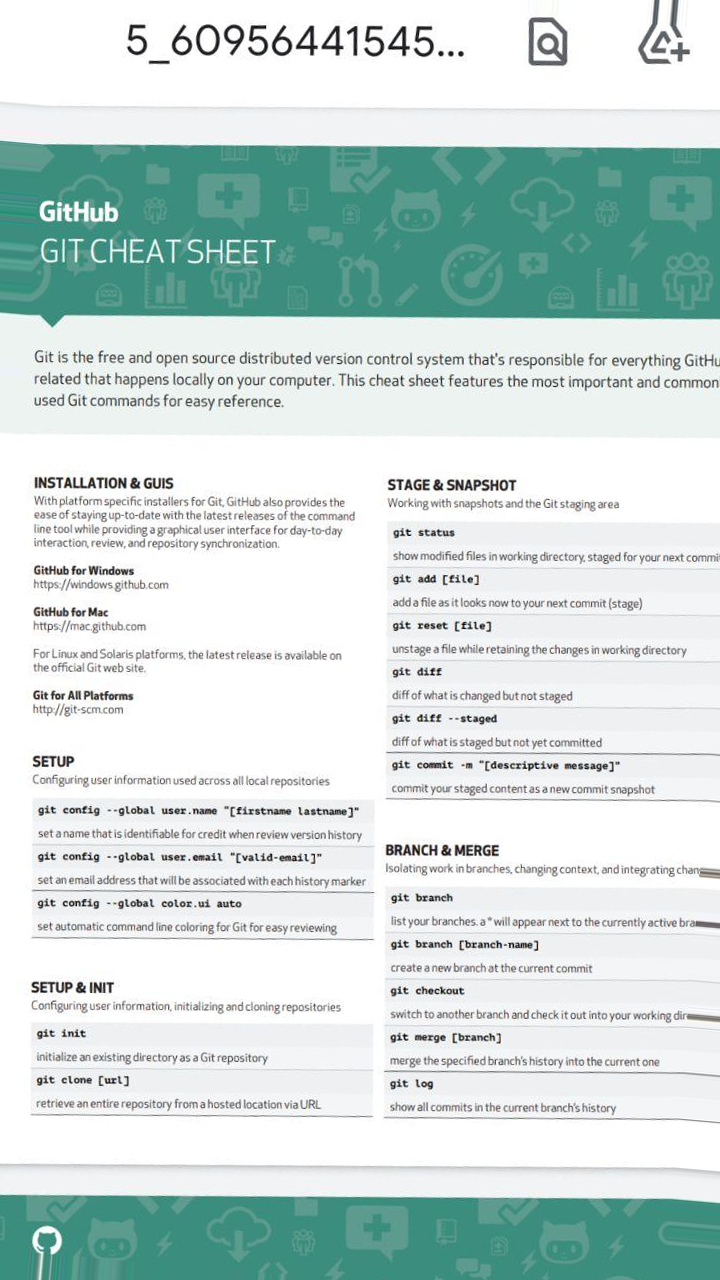 5_60956441545...
GitHub
GIT CHEAT SHEET
Git is the free and open source distributed version control system that's responsible for everything
related that happens locally on your computer. This cheat sheet features the most important and
used Git commands for easy reference.
INSTALLATION & GUIS
With platform specific installers for Git, GitHub also provides the
ease of staying up-to-date with the latest releases of the command
line tool while providing a graphical user interface for day-to-day
interaction, review, and repository synchronization.
GitHub for Windows
https://windows.github.com
GitHub for Mac
https://mac.github.com
For Linux and Solaris platforms, the latest release is available on
the official Git web site.
Git for All Platforms
http://git-scm.com
SETUP
Configuring user information used across all local repositories
git config --global user.name "[firstname lastname]"
set a name that is identifiable for credit when review version history
git config --global user.email "[valid-email]"
set an email address that will be associated with each history marker
git config --global color.ui auto
set automatic command line coloring for Git for easy reviewing
SETUP & INIT
Configuring user information, initializing and cloning repositories
git init
initialize an existing directory as a Git repository
git clone [url]
retrieve an entire repository from a hosted location via URL
STAGE & SNAPSHOT
Working with snapshots and the Git staging area
git status
show modified files in working directory, staged for your next
git add [file]
add a file as it looks now to your next commit (stage)
git reset [file]
unstage a file while retaining the changes in working directory
git diff
diff of what is changed but not staged
git diff --staged
diff of what is staged but not yet committed
git commit -m "[descriptive message]"
commit your staged content as a new commit snapshot
BRANCH & MERGE
Isolating work in branches, changing context, and integrating
git branch
list your branches. a * will appear next to the currently active
git branch [branch-name]
create a new branch at the current commit
git checkout
switch to another branch and check it out into your working
git merge [branch]
merge the specified branch's history into the current one
git log
show all commits in the current branch's history